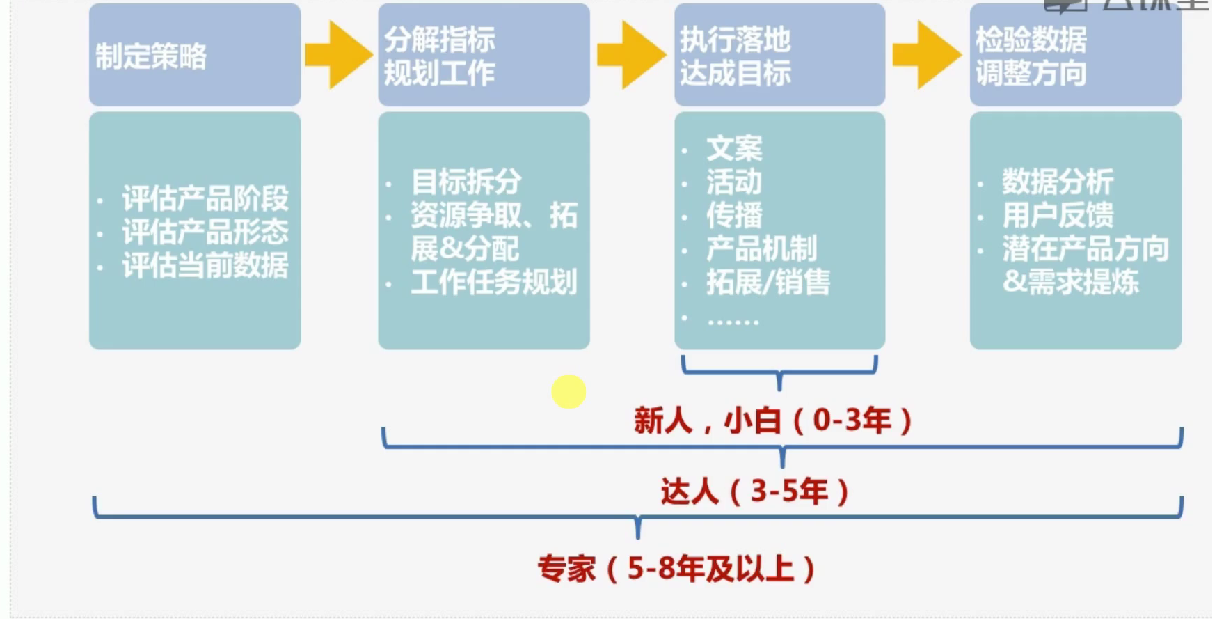 制定策略
分解指标
规划工作
执行落地
达成目标
检验数据
调整方向
· 评估产品阶段
· 评估产品形态
· 评估当前数据
· 目标拆分
· 资源争取、拓
展&分配
· 工作任务规划
· 文案
· 活动
· 传播
· 产品机制
· 拓展/销售
· ......
· 数据分析
· 用户反馈
· 潜在产品方向
&需求提炼
新人，小白（0-3年）
达人（3-5年）
专家（5-8年及以上）